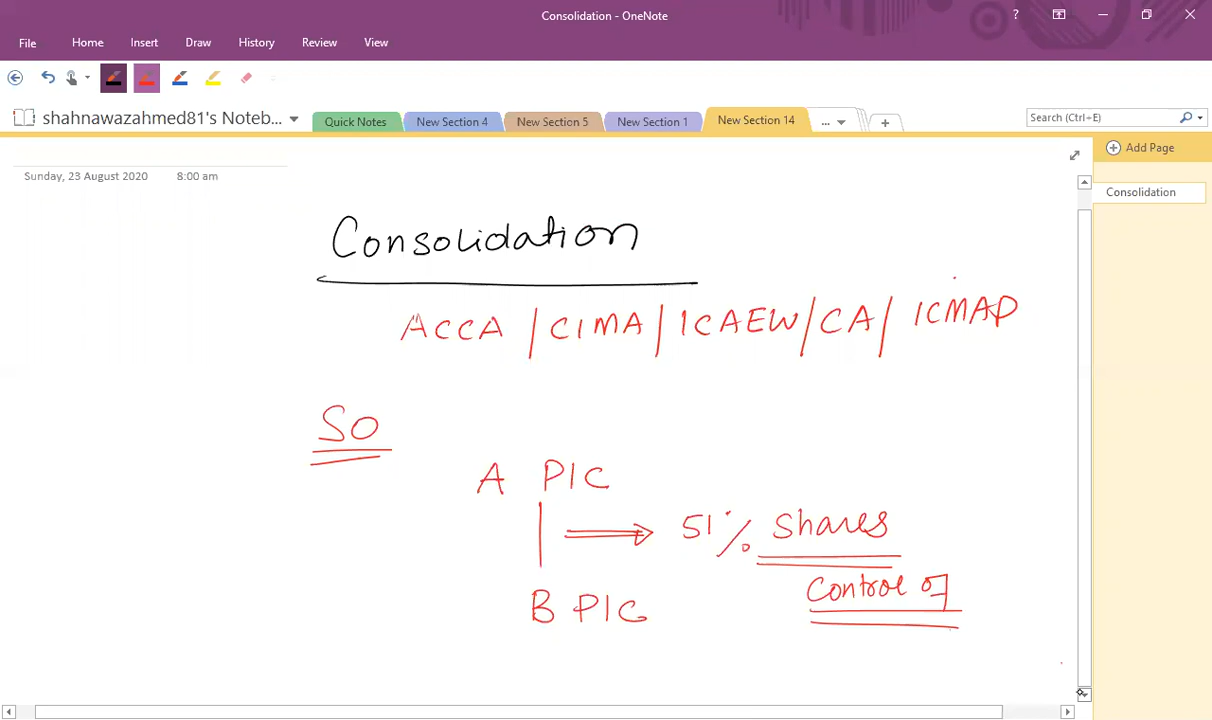 Consolidation - OneNote
?
File Home Insert Draw History Review View
shahnawazahmed81's Noteb...
Quick Notes New Section 4 New Section 5 New Section 1 New Section 14 ... +
Search (Ctrl+E)
Add Page
Consolidation
Sunday, 23 August 2020 8:00 am
Consolidation
ACCA / CIMA / ICAEW / CA / ICMAP
SO
A Plc
51% Shares
Control of
B Plc